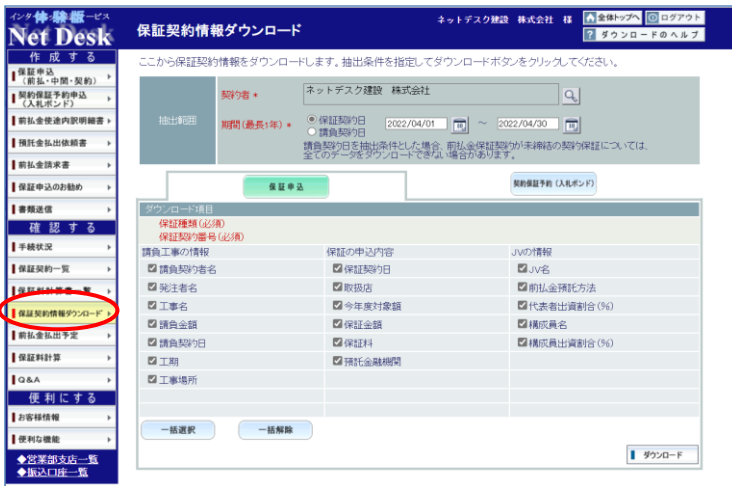 インタ体験版ービス
Net Desk
保証契約情報ダウンロード
ネットデスク建設 株式会社 様
全体トップへ
ログアウト
ダウンロードのヘルプ
作成する
保証申込
(前払・中間・契約)
契約保証予約申込
(入札ボンド)
前払金使途内訳明細書
預託金払出依頼書
前払金請求書
保証申込のお勧め
書類送信
確認する
手続状況
保証契約一覧
保証料計算書一覧
保証契約情報ダウンロード
前払金払出予定
保証料計算
Q&A
便利にする
お客様情報
便利な機能
◆営業部支店一覧
◆振込口座一覧
ここから保証契約情報をダウンロードします。抽出条件を指定してダウンロードボタンをクリックしてください。
抽出範囲
契約者*
ネットデスク建設 株式会社
期間(最長1年)*
保証契約日
請負契約日
2022/04/01 ~ 2022/04/30
請負契約日を抽出条件とした場合、前払金保証契約が未締結の契約保証については、
全てのデータをダウンロードできない場合があります。
保証申込
契約保証予約(入札ボンド)
ダウンロード項目
保証種類(必須)
保証契約番号(必須)
請負工事の情報 保証の申込内容 JVの情報
請負契約者名 保証契約日 JV名
発注者名 取扱店 前払金預託方法
工事名 今年度対象額 代表者出資割合(%)
請負金額 保証金額 構成員名
請負契約日 保証料 構成員出資割合(%)
工期 預託金融機関
工事場所
一括選択
一括解除
ダウンロード